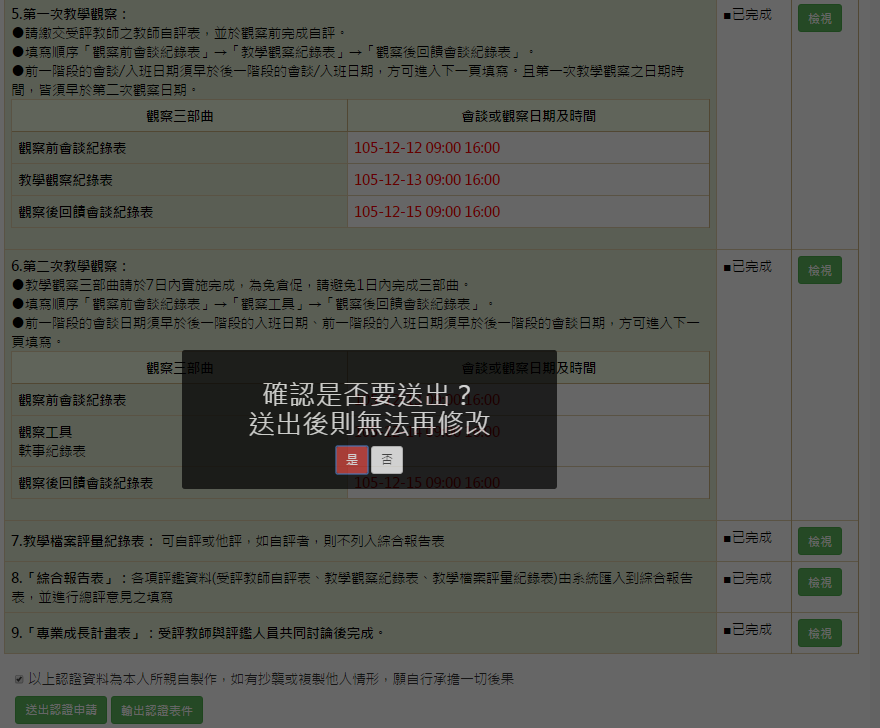 5.第一次教學觀察：
■已完成
檢視
●請繳交受評教師之教師自評表，並於觀察前完成自評。
●填寫順序「觀察前會談紀錄表」→「教學觀察紀錄表」→「觀察後回饋會談紀錄表」。
●前一階段的會談/入班日期須早於後一階段的會談/入班日期，方可進入下一頁填寫。且第一次教學觀察之日期時
間，皆須早於第二次觀察日期。
觀察三部曲
會談或觀察日期及時間
觀察前會談紀錄表
105-12-12 09:00 16:00
教學觀察紀錄表
105-12-13 09:00 16:00
觀察後回饋會談紀錄表
105-12-15 09:00 16:00
6.第二次教學觀察：
■已完成
檢視
●教學觀察三部曲請於7日內實施完成，為免倉促，請避免1日內完成三部曲。
●填寫順序「觀察前會談紀錄表」→「觀察工具」→「觀察後回饋會談紀錄表」。
●前一階段的會談日期須早於後一階段的入班日期、前一階段的入班日期須早於後一階段的會談日期，方可進入下一
頁填寫。
觀察三部曲
會談或觀察日期及時間
確認是否要送出？
送出後則無法再修改
是
否
觀察前會談紀錄表
00 16:00
觀察工具
軼事紀錄表
觀察後回饋會談紀錄表
105-12-15 09:00 16:00
7.教學檔案評量紀錄表： 可自評或他評，如自評者，則不列入綜合報告表
■已完成
檢視
8.「綜合報告表」：各項評鑑資料(受評教師自評表、教學觀察紀錄表、教學檔案評量紀錄表)由系統匯入到綜合報告
表，並進行總評意見之填寫
■已完成
檢視
9.「專業成長計畫表」：受評教師與評鑑人員共同討論後完成。
■已完成
檢視
以上認證資料為本人所親自製作，如有抄襲或複製他人情形，願自行承擔一切後果
送出認證申請
輸出認證表件